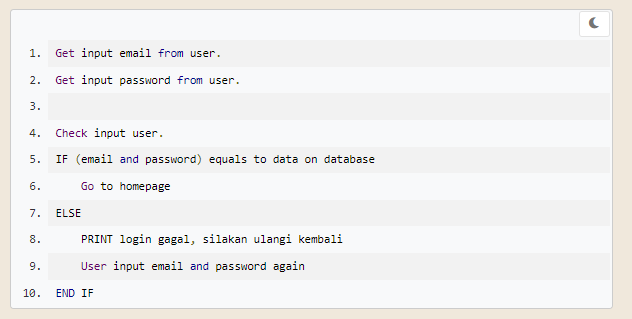 1. Get input email from user.
2. Get input password from user.
3.
4. Check input user.
5. IF (email and password) equals to data on database
6. Go to homepage
7. ELSE
8. PRINT login gagal, silakan ulangi kembali
9. User input email and password again
10. END IF